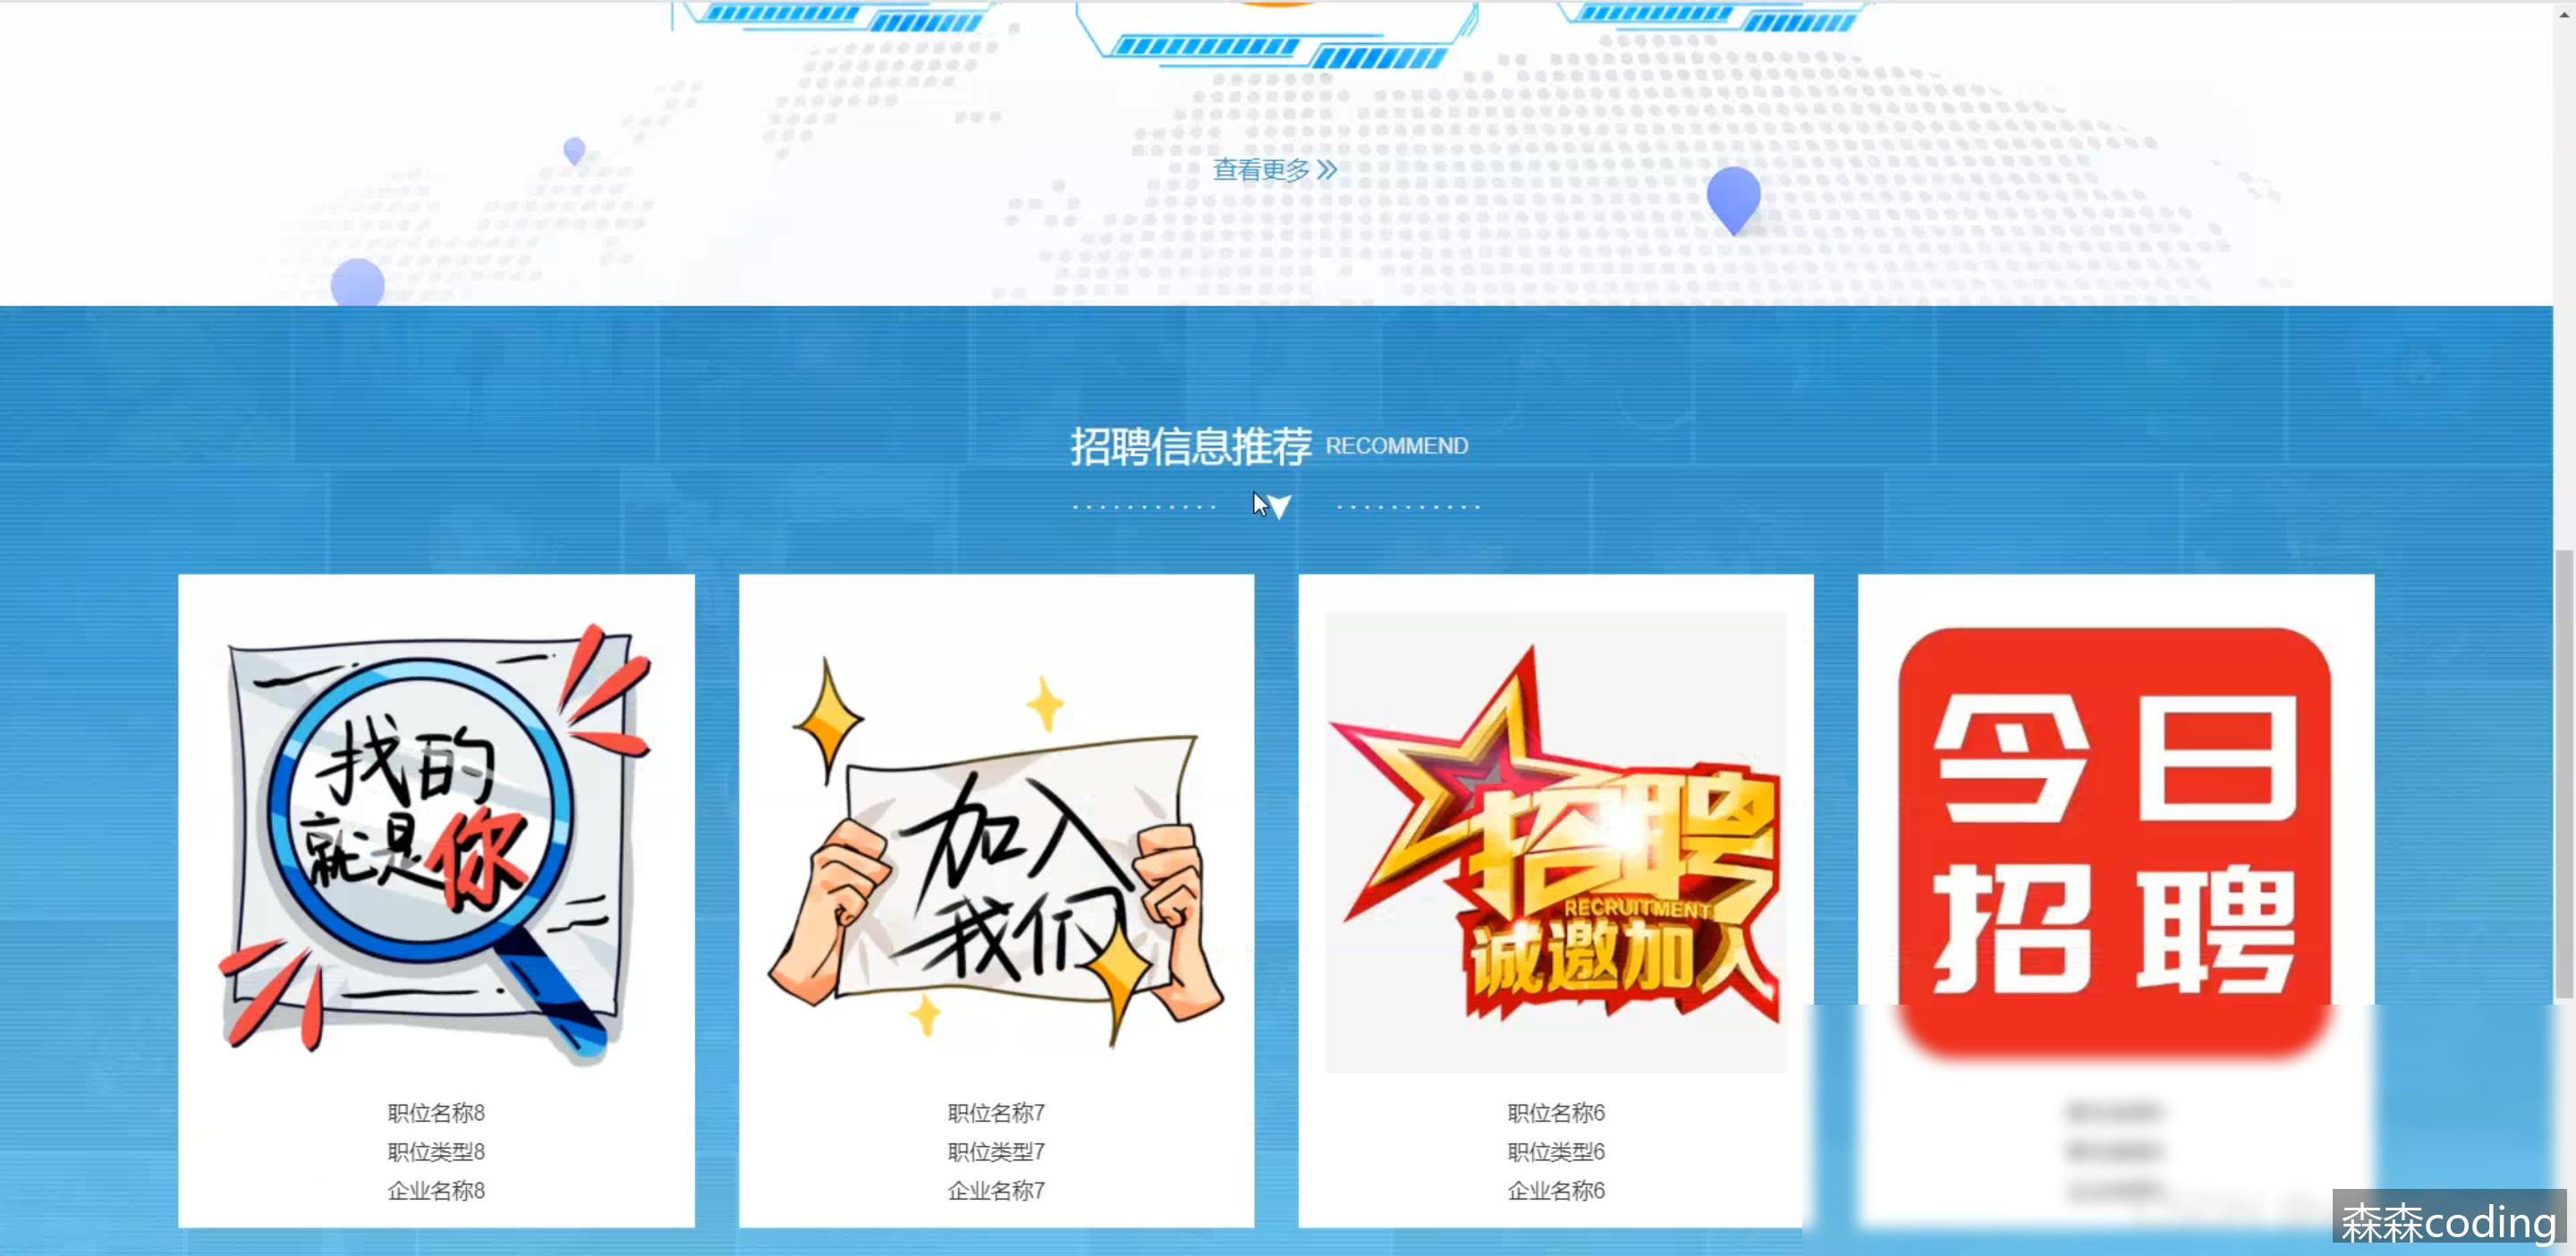 查看更多
招聘信息推荐 RECOMMEND
找的
就是你
加入
我们
招聘
RECRUITMENT
诚邀加入
今日
招聘
职位名称8
职位类型8
企业名称8
职位名称7
职位类型7
企业名称7
职位名称6
职位类型6
企业名称6
森森coding